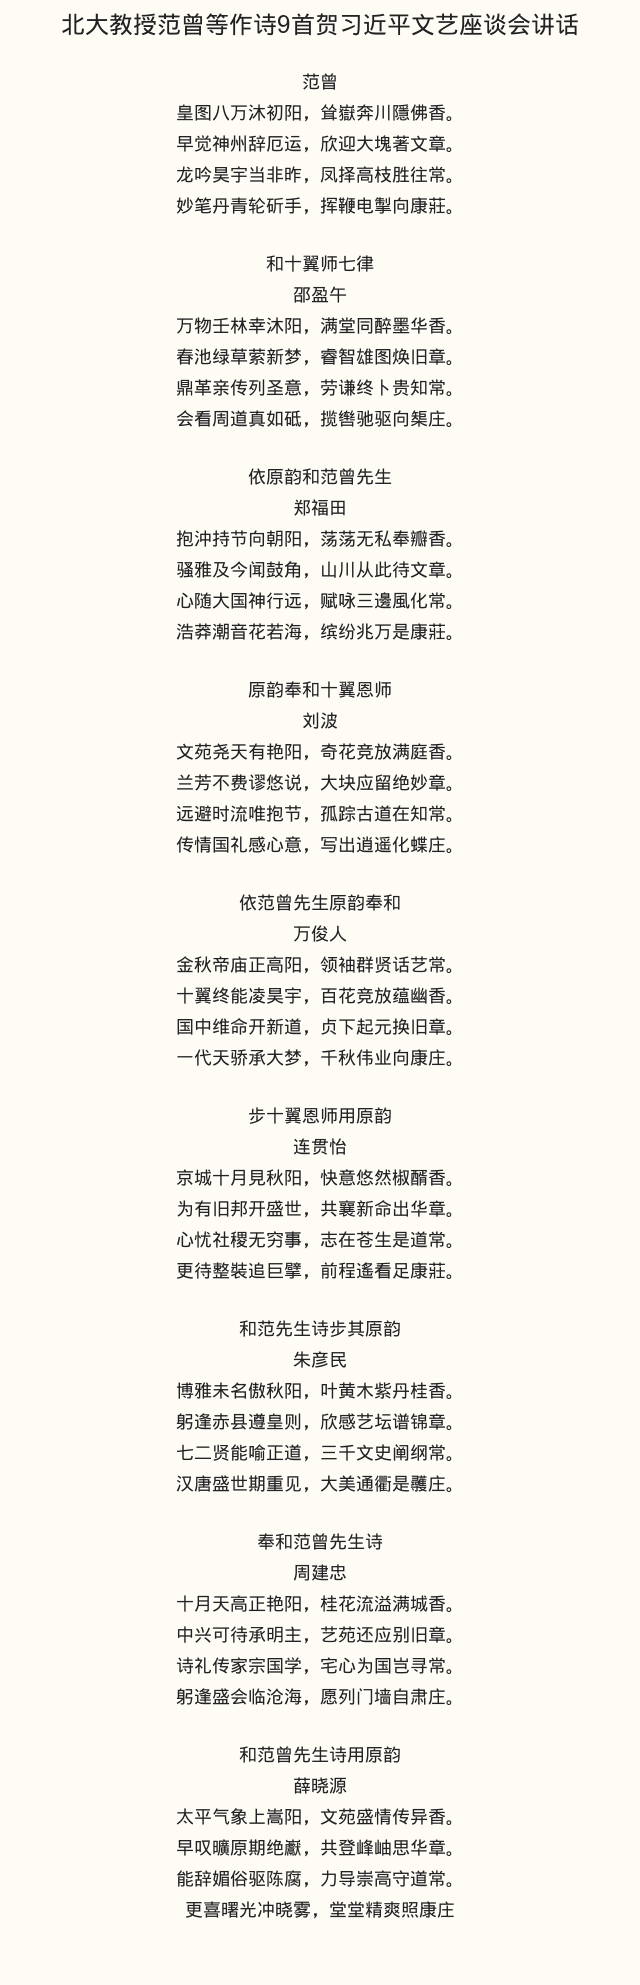 北大教授范曾等作诗9首贺习近平文艺座谈会讲话
范曾
皇图八万沐初阳，耸嶽奔川隱佛香。
早觉神州辞厄运，欣迎大塊著文章。
龙吟昊宇当非昨，凤择高枝胜往常。
妙笔丹青轮斫手，挥鞭电掣向康莊。
和十翼师七律
邵盈午
万物壬林幸沐阳，满堂同醉墨华香。
春池绿草萦新梦，睿智雄图焕旧章。
鼎革亲传列圣意，劳谦终卜贵知常。
会看周道真如砥，揽辔驰驱向榘庄。
依原韵和范曾先生
郑福田
抱沖持节向朝阳，荡荡无私奉瓣香。
骚雅及今闻鼓角，山川从此待文章。
心随大国神行远，赋咏三邊風化常。
浩莽潮音花若海，缤纷兆万是康莊。
原韵奉和十翼恩师
刘波
文苑尧天有艳阳，奇花竞放满庭香。
兰芳不费谬悠说，大块应留绝妙章。
远避时流唯抱节，孤踪古道在知常。
传情国礼感心意，写出逍遥化蝶庄。
依范曾先生原韵奉和
万俊人
金秋帝庙正高阳，领袖群贤话艺常。
十翼终能凌昊宇，百花竞放蕴幽香。
国中维命开新道，贞下起元换旧章。
一代天骄承大梦，千秋伟业向康庄。
步十翼恩师用原韵
连贯怡
京城十月見秋阳，快意悠然椒醑香。
为有旧邦开盛世，共襄新命出华章。
心忧社稷无穷事，志在苍生是道常。
更待整裝追巨擘，前程遙看足康莊。
和范先生诗步其原韵
朱彦民
博雅未名傲秋阳，叶黄木紫丹桂香。
躬逢赤县遵皇则，欣感艺坛谱锦章。
七二贤能喻正道，三千文史阐纲常。
汉唐盛世期重见，大美通衢是彠庄。
奉和范曾先生诗
周建忠
十月天高正艳阳，桂花流溢满城香。
中兴可待承明主，艺苑还应别旧章。
诗礼传家宗国学，宅心为国岂寻常。
躬逢盛会临沧海，愿列门墙自肃庄。
和范曾先生诗用原韵
薛晓源
太平气象上嵩阳，文苑盛情传异香。
早叹曠原期绝巘，共登峰岫思华章。
能辞媚俗驱陈腐，力导崇高守道常。
更喜曙光冲晓雾，堂堂精爽照康庄